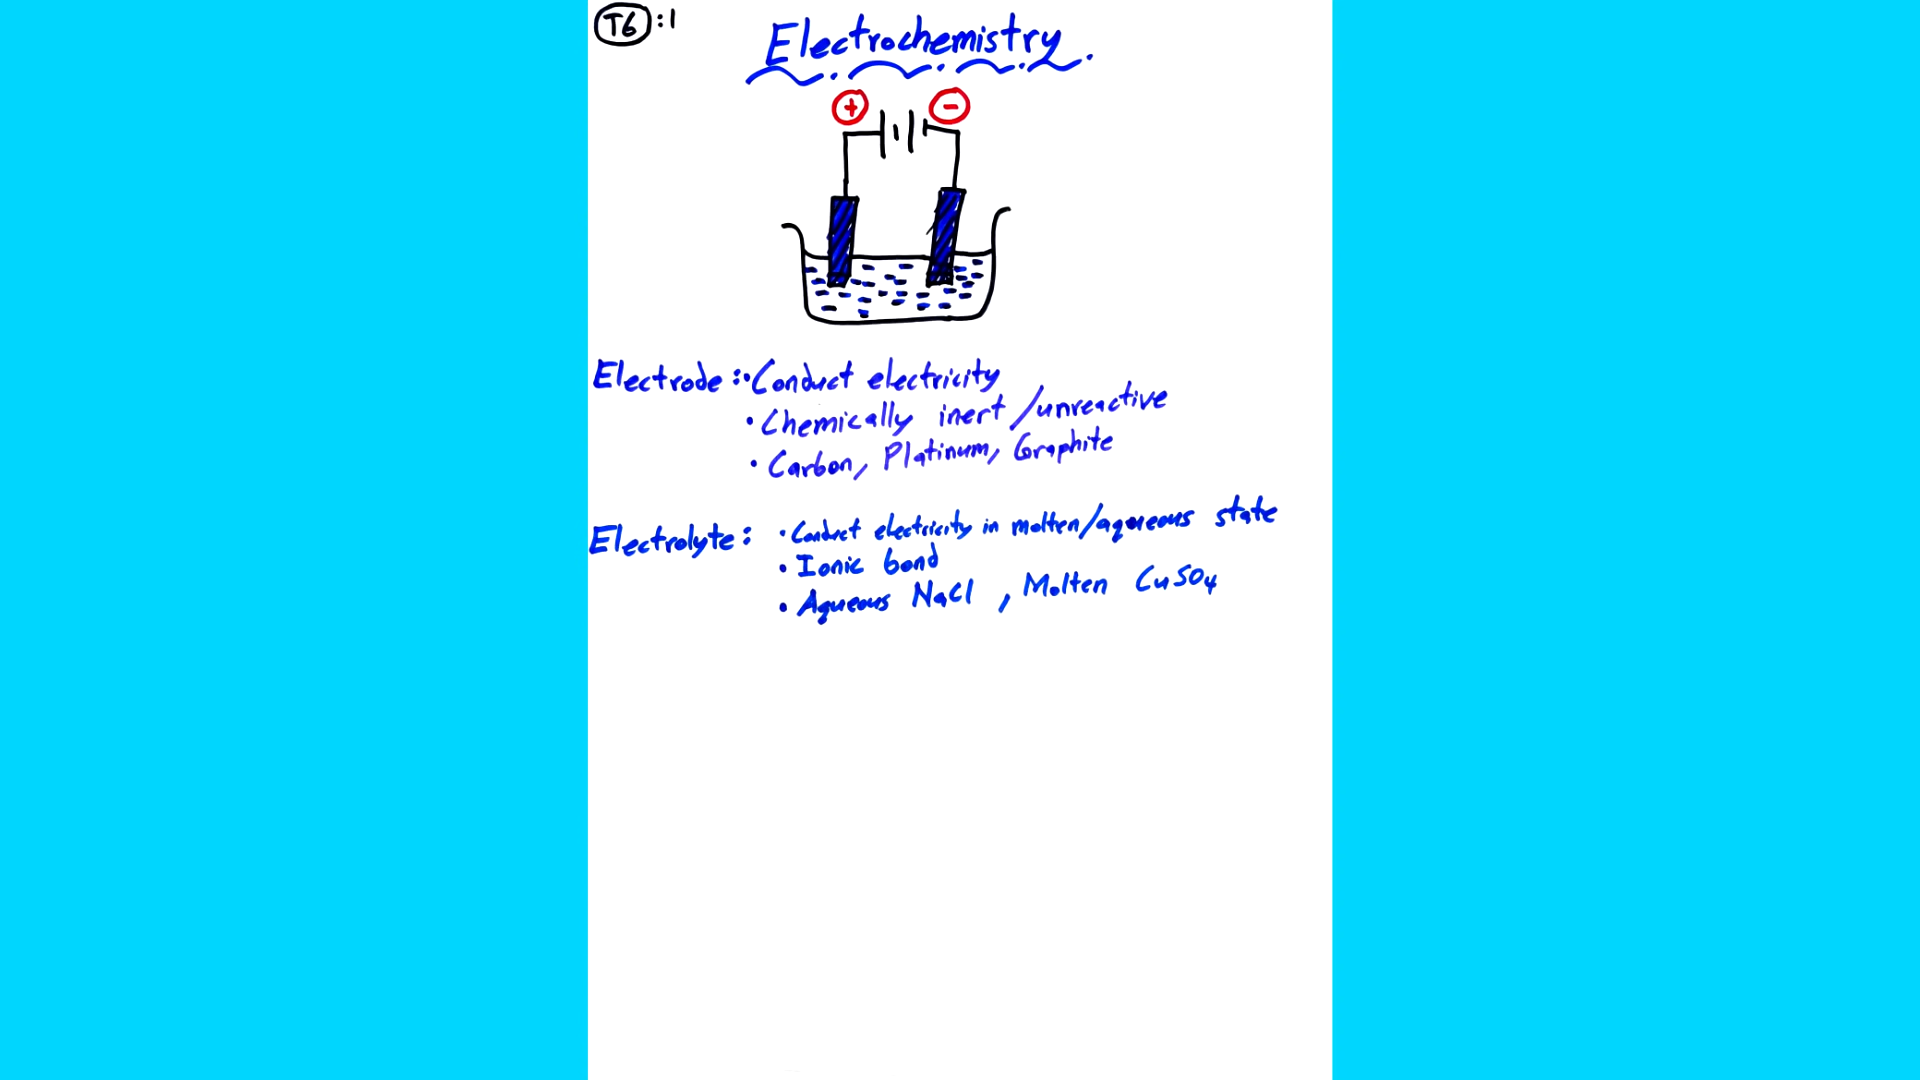 T6 : 1
Electrochemistry.
+ -
Electrode : • Conduct electricity
• Chemically inert / unreactive
• Carbon, Platinum, Graphite
Electrolyte : • Conduct electricity in molten/aqueous state
• Ionic bond
• Aqueous NaCl , Molten CuSO4